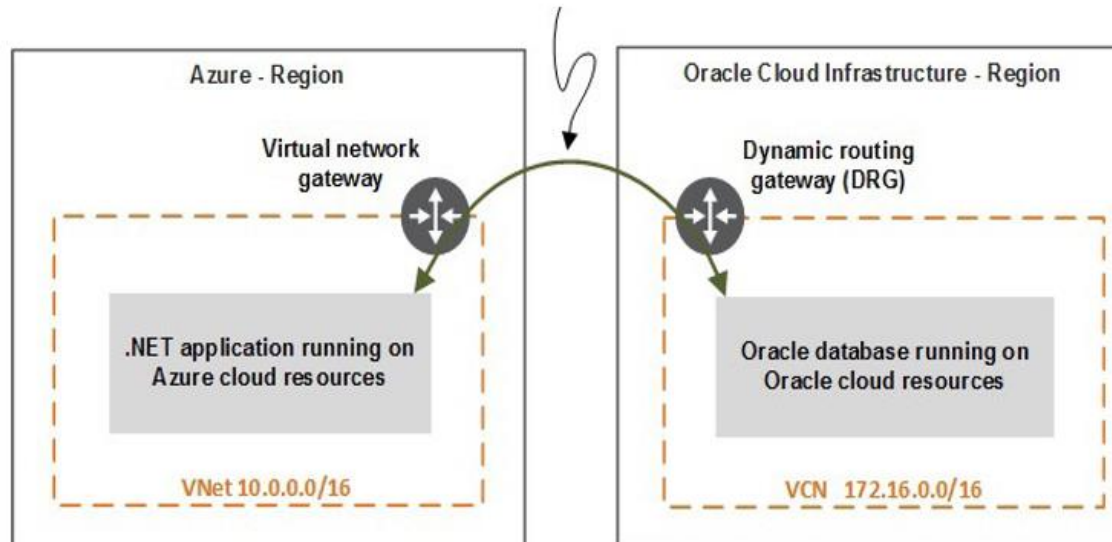 Azure - Region
Virtual network
gateway
.NET application running on
Azure cloud resources
VNet 10.0.0.0/16
Oracle Cloud Infrastructure - Region
Dynamic routing
gateway (DRG)
Oracle database running on
Oracle cloud resources
VCN 172.16.0.0/16